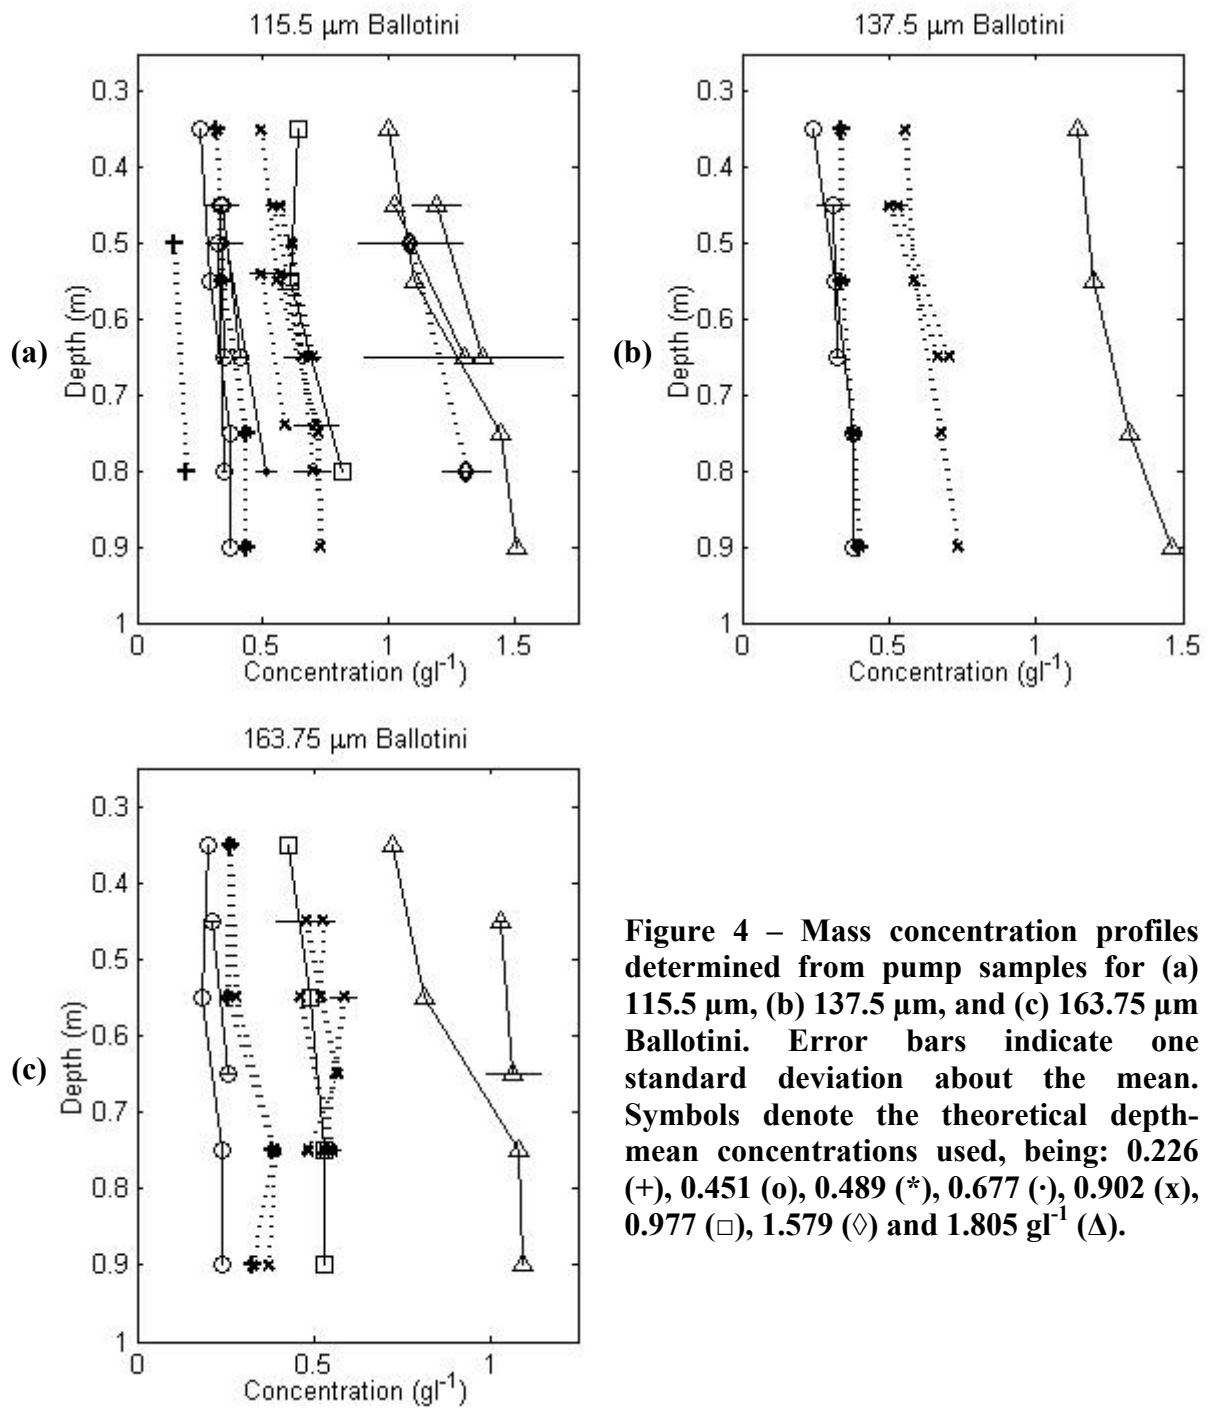 115.5 μm Ballotini
0.3
0.4
0.5
0.6
0.7
0.8
0.9
1
0 0.5 1 1.5
Depth (m)
Concentration (gl⁻¹)
(a)
137.5 μm Ballotini
0.3
0.4
0.5
0.6
0.7
0.8
0.9
1
0 0.5 1 1.5
Depth (m)
Concentration (gl⁻¹)
(b)
163.75 μm Ballotini
0.3
0.4
0.5
0.6
0.7
0.8
0.9
1
0 0.5 1
Depth (m)
Concentration (gl⁻¹)
(c)
Figure 4 – Mass concentration profiles
determined from pump samples for (a)
115.5 µm, (b) 137.5 µm, and (c) 163.75 µm
Ballotini. Error bars indicate one
standard deviation about the mean.
Symbols denote the theoretical depth-
mean concentrations used, being: 0.226
(+), 0.451 (o), 0.489 (*), 0.677 (·), 0.902 (x),
0.977 (□), 1.579 (◊) and 1.805 gl⁻¹ (Δ).